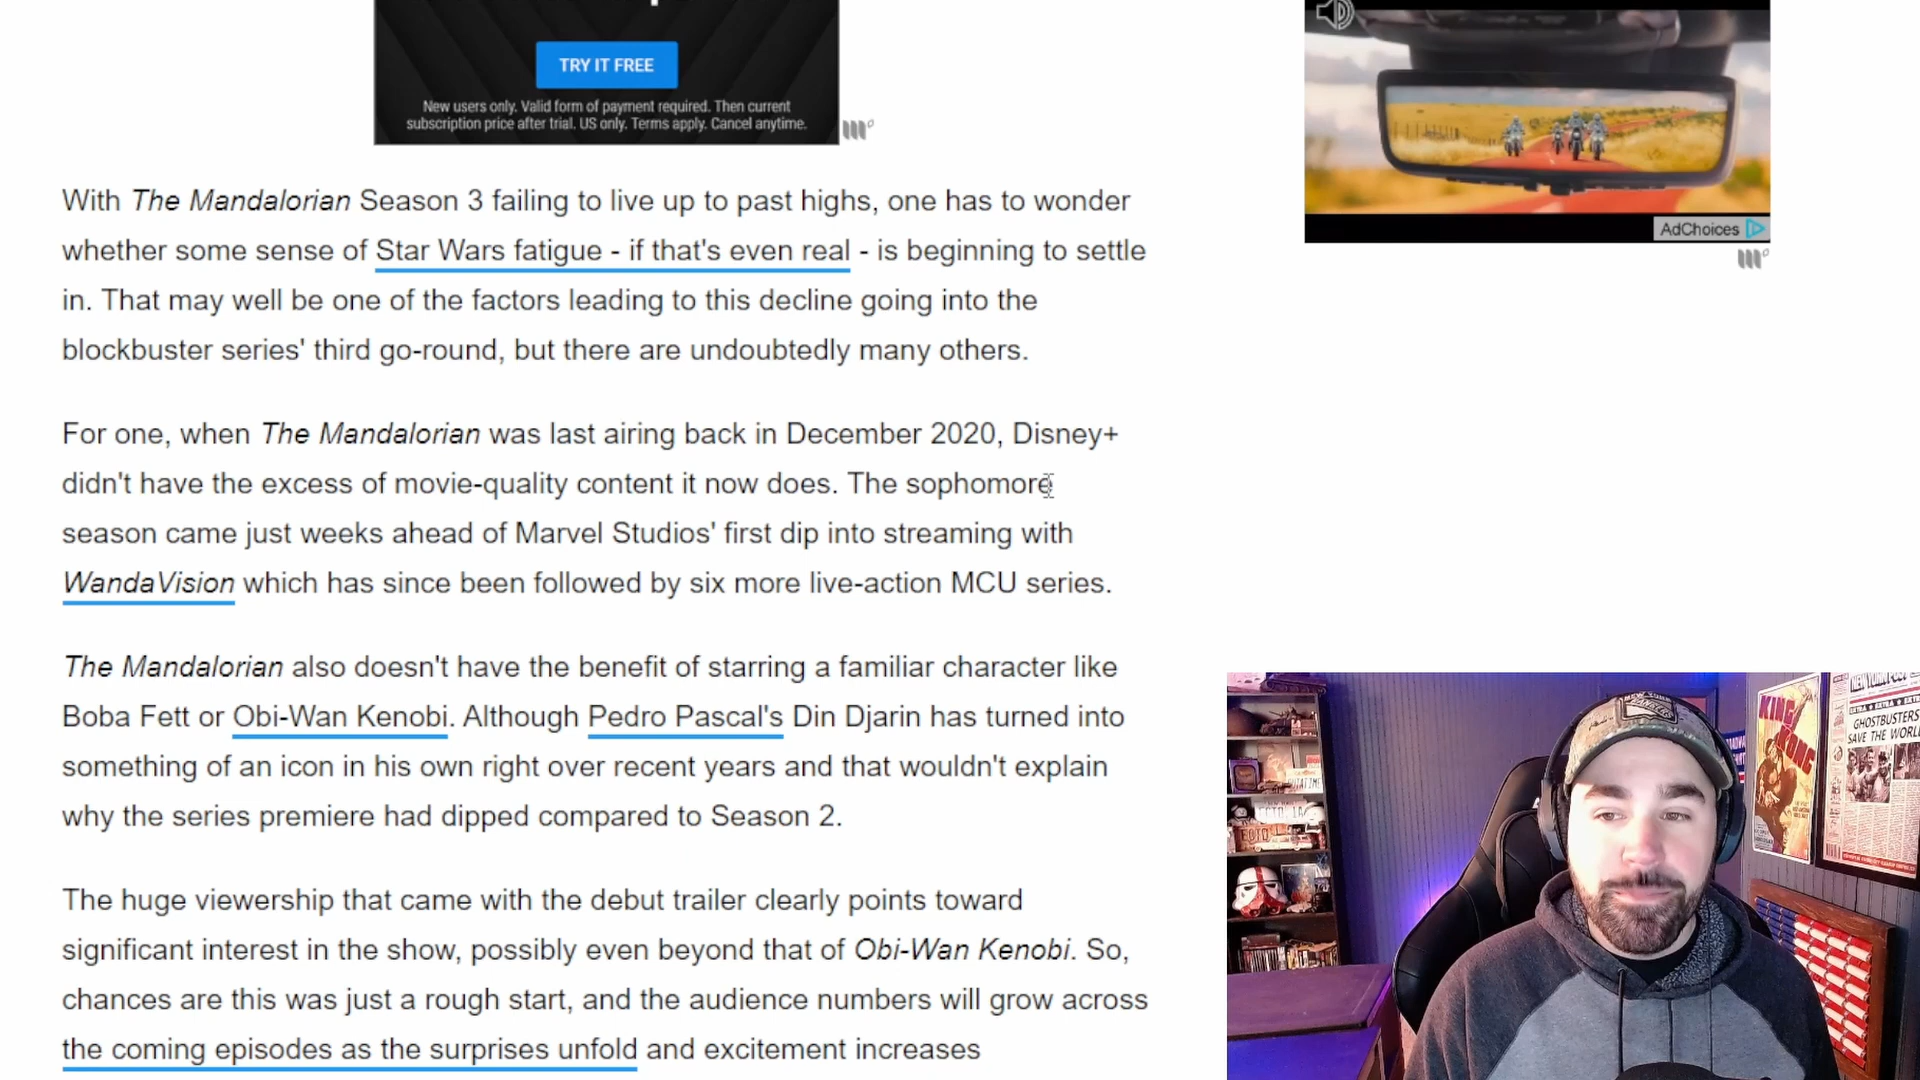 TRY IT FREE
New users only. Valid form of payment required. Then current
subscription price after trial. US only. Terms apply. Cancel anytime.
AdChoices
With The Mandalorian Season 3 failing to live up to past highs, one has to wonder
whether some sense of Star Wars fatigue - if that's even real - is beginning to settle
in. That may well be one of the factors leading to this decline going into the
blockbuster series' third go-round, but there are undoubtedly many others.
For one, when The Mandalorian was last airing back in December 2020, Disney+
didn't have the excess of movie-quality content it now does. The sophomore
season came just weeks ahead of Marvel Studios' first dip into streaming with
WandaVision which has since been followed by six more live-action MCU series.
The Mandalorian also doesn't have the benefit of starring a familiar character like
Boba Fett or Obi-Wan Kenobi. Although Pedro Pascal's Din Djarin has turned into
something of an icon in his own right over recent years and that wouldn't explain
why the series premiere had dipped compared to Season 2.
The huge viewership that came with the debut trailer clearly points toward
significant interest in the show, possibly even beyond that of Obi-Wan Kenobi. So,
chances are this was just a rough start, and the audience numbers will grow across
the coming episodes as the surprises unfold and excitement increases
KING
KONG
GHOSTBUSTERS
SAVE THE WORL
ECTO-1A